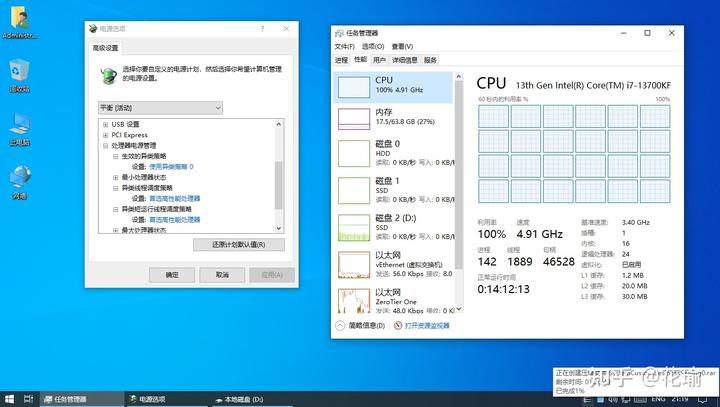 Administr...
回收站
此电脑
网络
电源选项
高级设置
选择你要自定义的电源计划，然后选择你希望计算机管理
的电源设置。
平衡 [活动]
USB 设置
PCI Express
处理器电源管理
生效的异类策略
设置: 使用异类策略 0
最小处理器状态
异类线程调度策略
设置: 首选高性能处理器
异类短运行线程调度策略
设置: 首选高性能处理器
最大处理器状态
还原计划默认值(R)
确定
取消
应用(A)
任务管理器
文件(F) 选项(O) 查看(V)
进程 性能 用户 详细信息 服务
CPU
100% 4.91 GHz
内存
17.5/63.8 GB (27%)
磁盘 0
HDD
读取: 0 KB/秒 写入: 0 KB/
磁盘 1
SSD
读取: 0 KB/秒 写入: 0 KB/
磁盘 2 (D:)
SSD
读取: 0 KB/秒 写入: 0 KB/
以太网
vEthernet (虚拟交换机)
发送: 56.0 Kbps 接收: 8.0
以太网
ZeroTier One
发送: 48.0 Kbps 接收: 0 K
CPU 13th Gen Intel(R) Core(TM) i7-13700KF
60 秒内的利用率 % 100%
利用率 速度
100% 4.91 GHz
进程 线程 句柄
142 1889 46528
正常运行时间
0:14:12:13
基准速度: 3.40 GHz
插槽: 1
内核: 16
逻辑处理器: 24
虚拟化: 已启用
L1 缓存: 1.2 MB
L2 缓存: 20.0 MB
L3 缓存: 30.0 MB
简略信息(D)
打开资源监视器
正在创建压
剩余时间:
已完成1%
知乎 @花瑜
任务管理器
电源选项
本地磁盘 (D:)
ENG 21:19